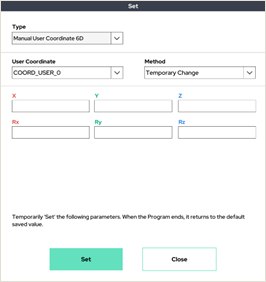 Set
Type
Manual User Coordinate 6D
User Coordinate Method
COORD_USER_0 Temporary Change
X Y Z
Rx Ry Rz
Temporarily 'Set' the following parameters. When the Program ends, it returns to the default
saved value.
Set Close